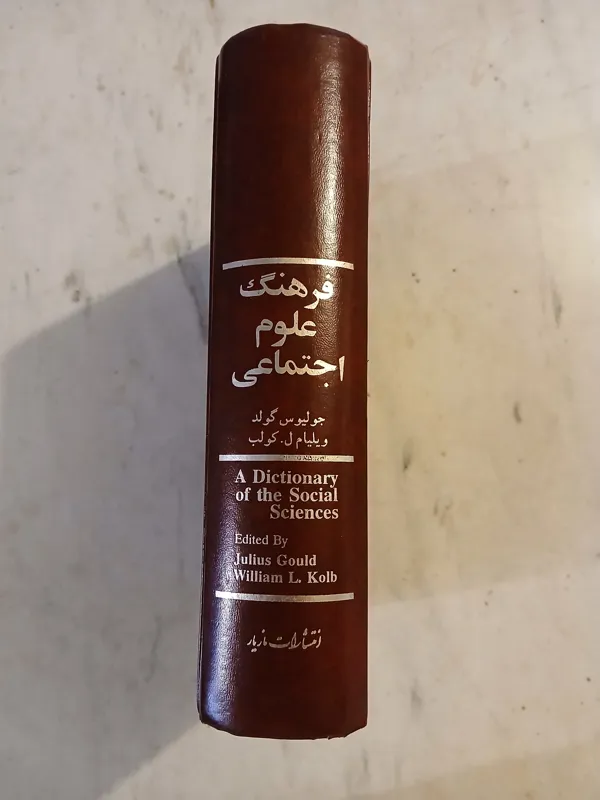 فرهنگ
علوم
اجتماعی
جولیوس گولد
ویلیام ل. کولب
A Dictionary
of the Social
Sciences
Edited By
Julius Gould
William L. Kolb
انتشارات مازیار